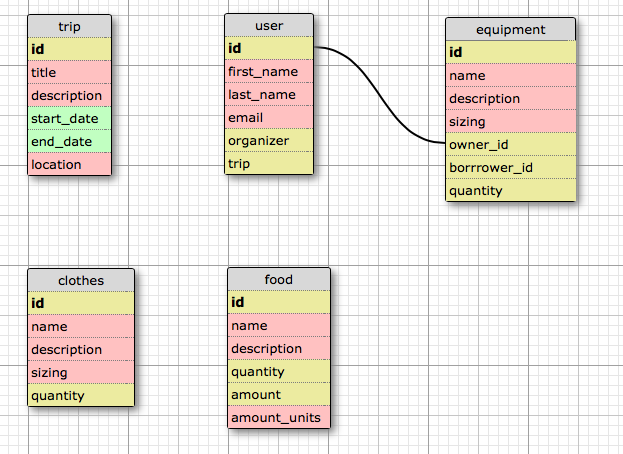 trip
id
title
description
start_date
end_date
location
user
id
first_name
last_name
email
organizer
trip
equipment
id
name
description
sizing
owner_id
borrrower_id
quantity
clothes
id
name
description
sizing
quantity
food
id
name
description
quantity
amount
amount_units